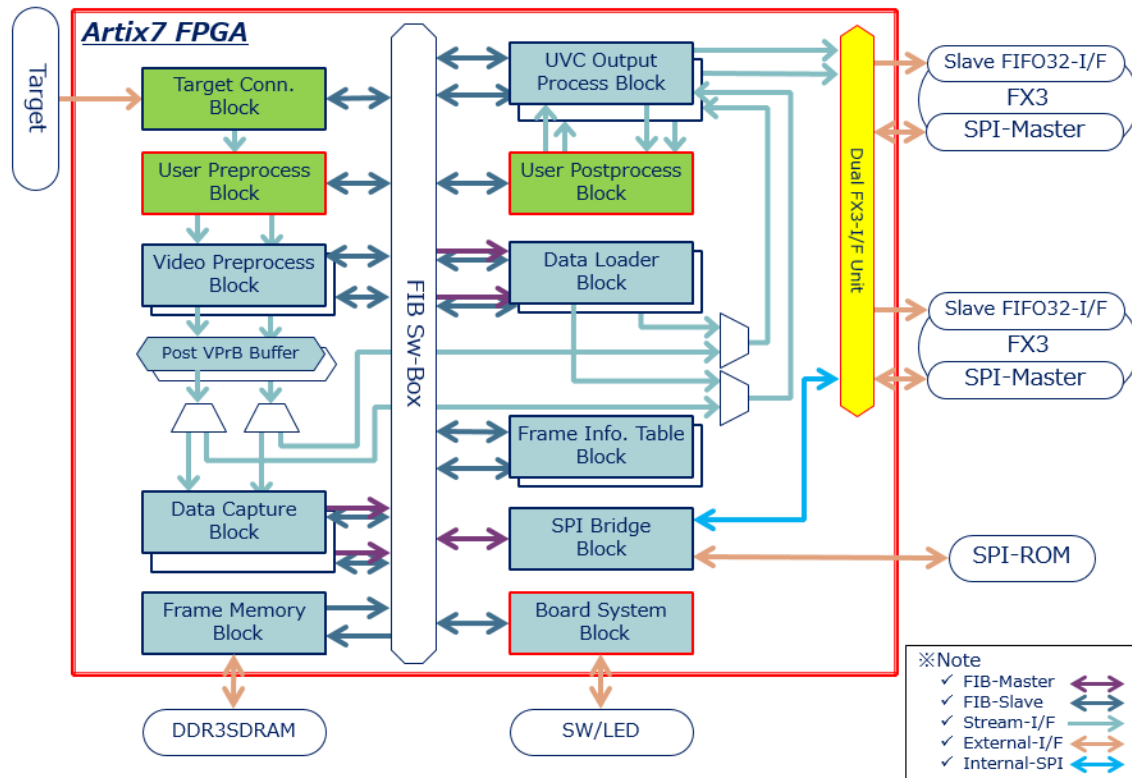 Artix7 FPGA
Target
Target Conn.
Block
User Preprocess
Block
Video Preprocess
Block
Post VPrB Buffer
Data Capture
Block
Frame Memory
Block
DDR3SDRAM
FIB Sw-Box
UVC Output
Process Block
User Postprocess
Block
Data Loader
Block
Frame Info. Table
Block
SPI Bridge
Block
Board System
Block
SW/LED
Dual FX3-I/F Unit
Slave FIFO32-I/F
FX3
SPI-Master
Slave FIFO32-I/F
FX3
SPI-Master
SPI-ROM
※Note
✓ FIB-Master
✓ FIB-Slave
✓ Stream-I/F
✓ External-I/F
✓ Internal-SPI